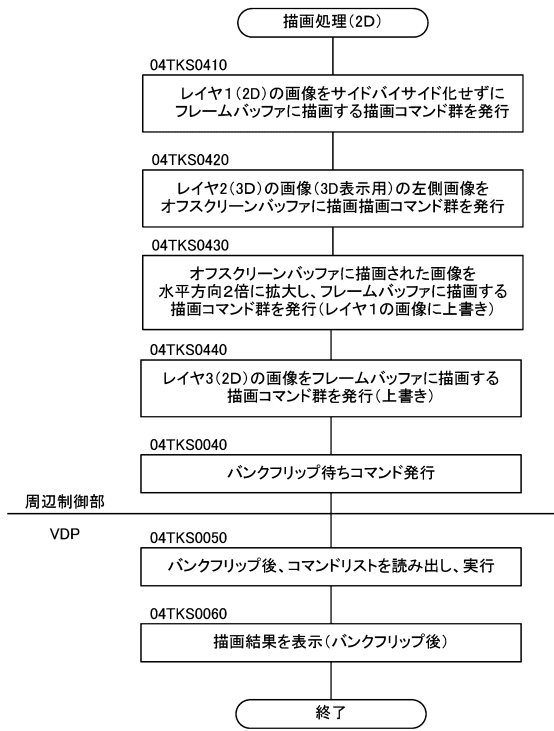 描画処理(2D)
04TKS0410
レイヤ1(2D)の画像をサイドバイサイド化せずに
フレームバッファに描画する描画コマンド群を発行
04TKS0420
レイヤ2(3D)の画像(3D表示用)の左側画像を
オフスクリーンバッファに描画描画コマンド群を発行
04TKS0430
オフスクリーンバッファに描画された画像を
水平方向2倍に拡大し、フレームバッファに描画する
描画コマンド群を発行(レイヤ1の画像に上書き)
04TKS0440
レイヤ3(2D)の画像をフレームバッファに描画する
描画コマンド群を発行(上書き)
04TKS0040
バンクフリップ待ちコマンド発行
周辺制御部
VDP
04TKS0050
バンクフリップ後、コマンドリストを読み出し、実行
04TKS0060
描画結果を表示(バンクフリップ後)
終了